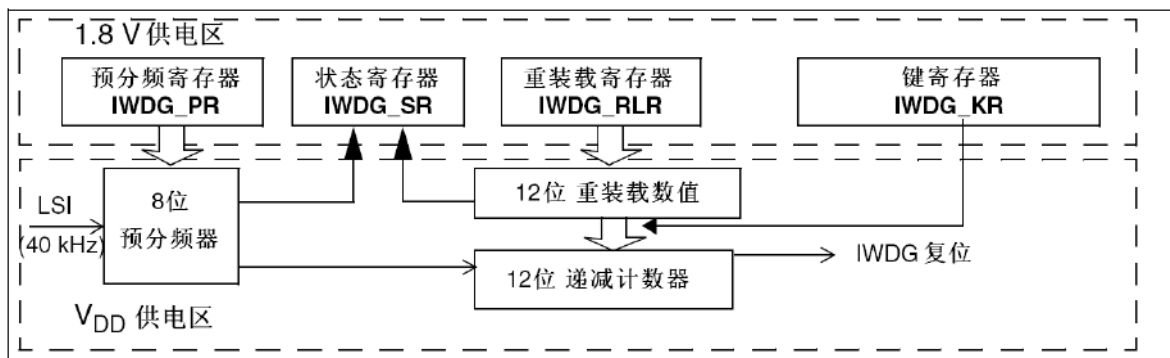 1.8 V 供电区
预分频寄存器
IWDG_PR
状态寄存器
IWDG_SR
重装载寄存器
IWDG_RLR
键寄存器
IWDG_KR
LSI
(40 kHz)
8位
预分频器
12位 重装载数值
12位 递减计数器
IWDG 复位
VDD 供电区